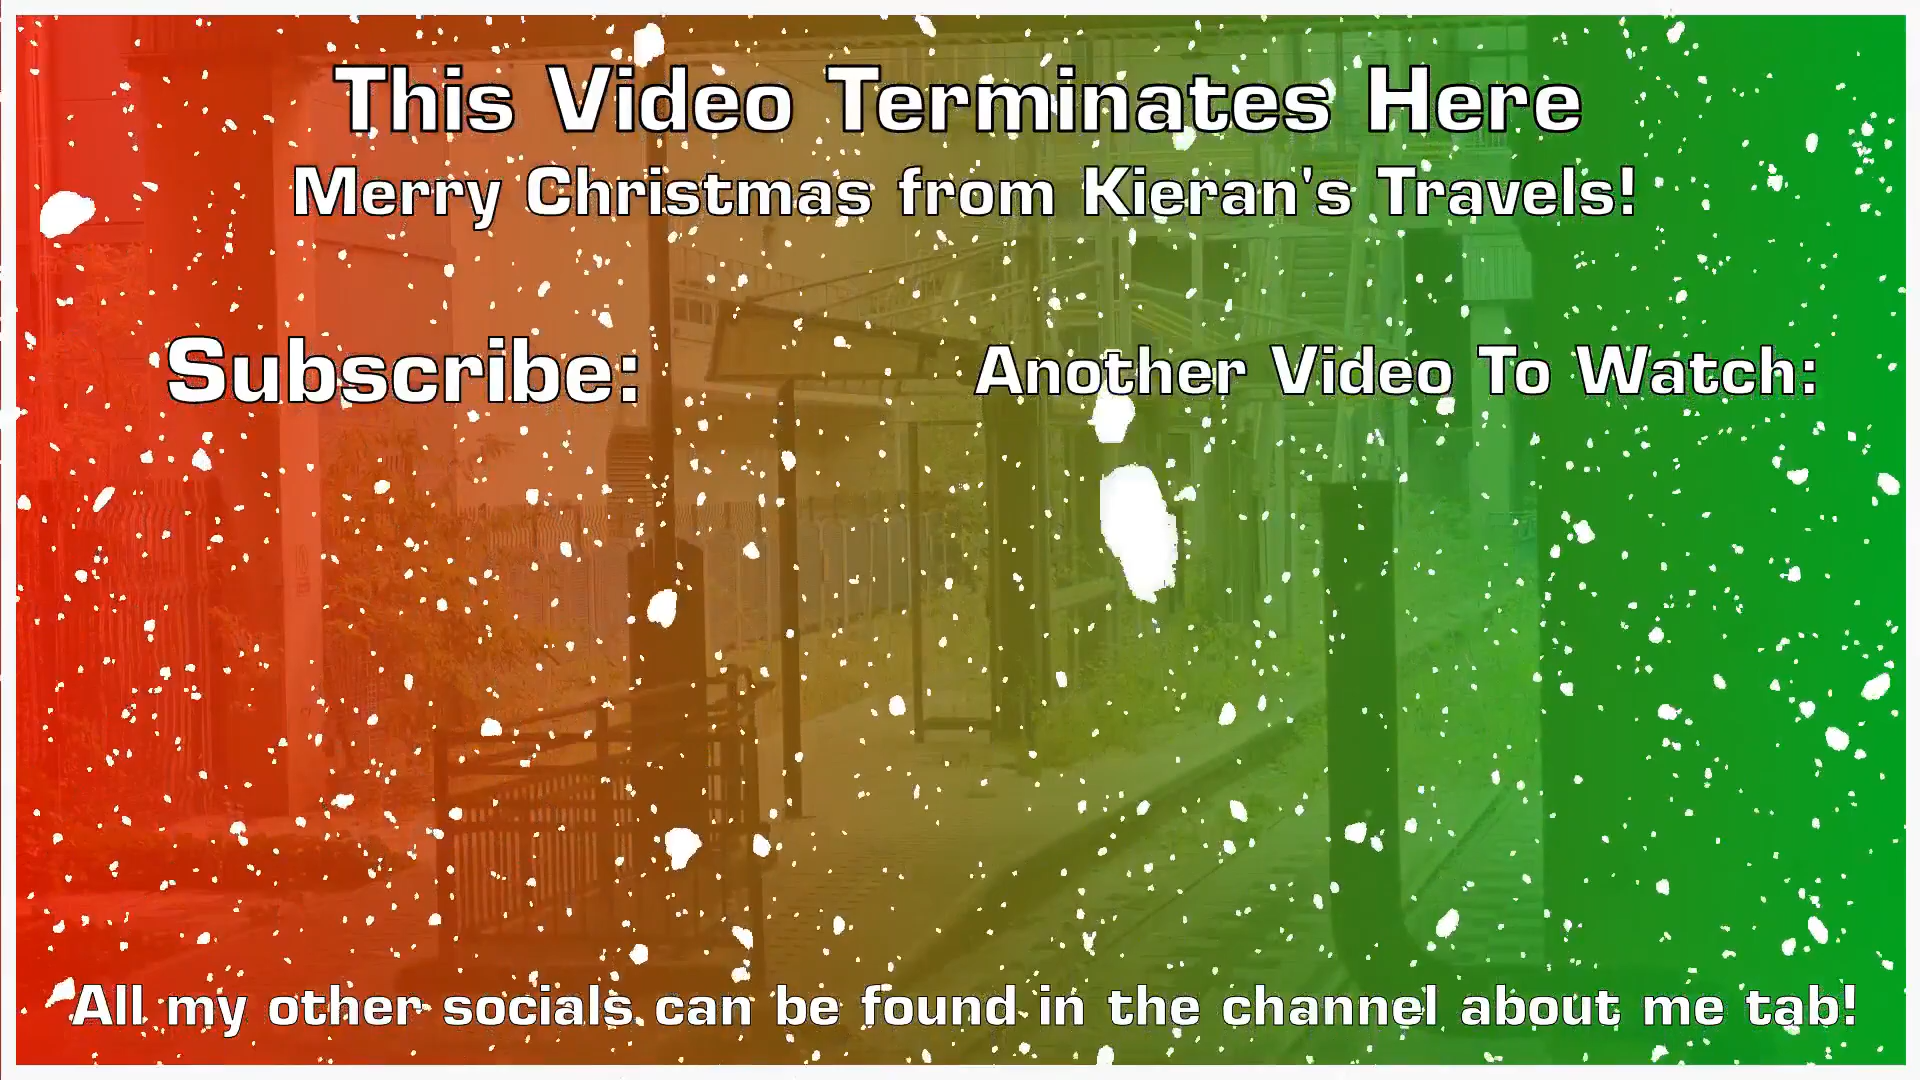 This Video Terminates Here
Merry Christmas from Kieran's Travels!
Subscribe:
Another Video To Watch:
All my other socials can be found in the channel about me tab!